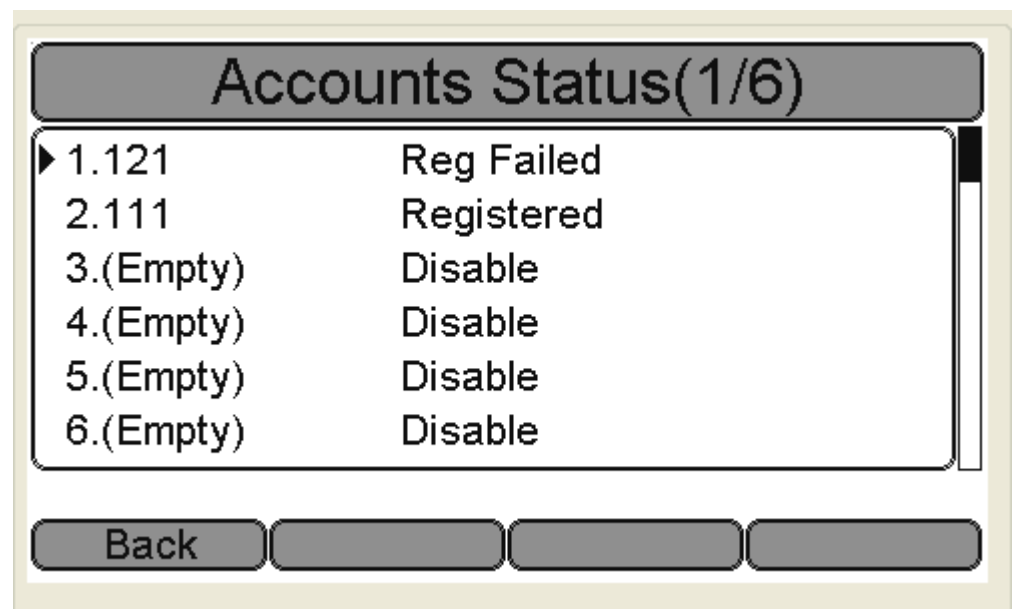 Accounts Status(1/6)
1.121 Reg Failed
2.111 Registered
3.(Empty) Disable
4.(Empty) Disable
5.(Empty) Disable
6.(Empty) Disable
Back